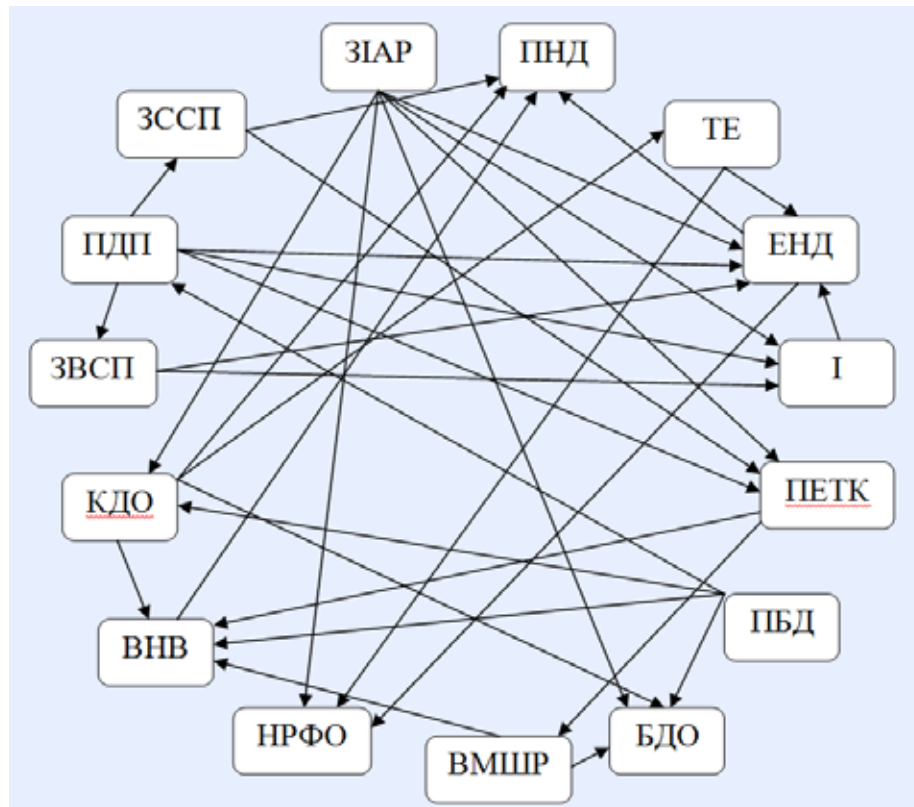 ЗІАР
ПНД
ЗССП
ТЕ
ПДП
ЕНД
ЗВСП
І
КДО
ПЕТК
ВНВ
ПБД
НРФО
БДО
ВМШР